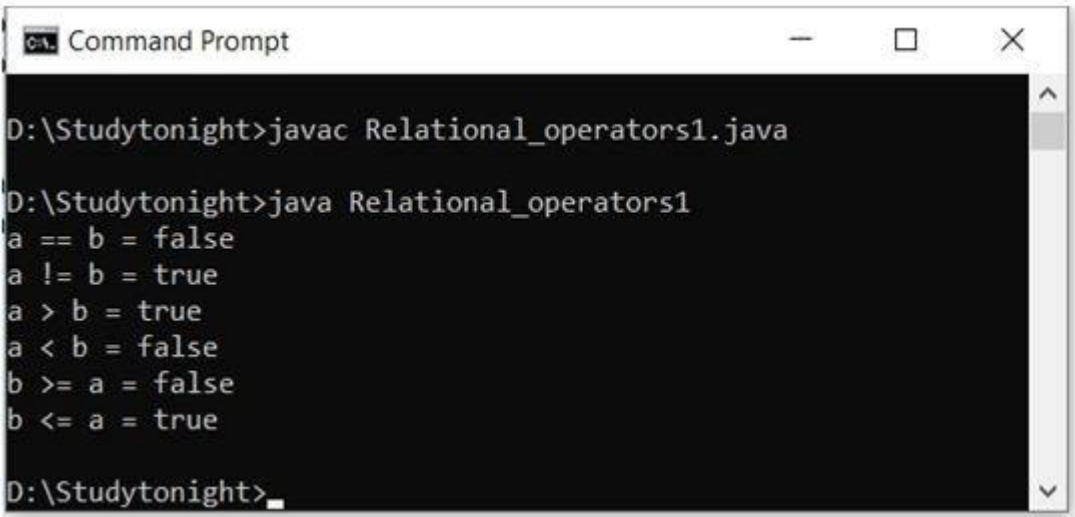 Command Prompt
D:\Studytonight>javac Relational_operators1.java
D:\Studytonight>java Relational_operators1
a == b = false
a != b = true
a > b = true
a < b = false
b >= a = false
b <= a = true
D:\Studytonight>